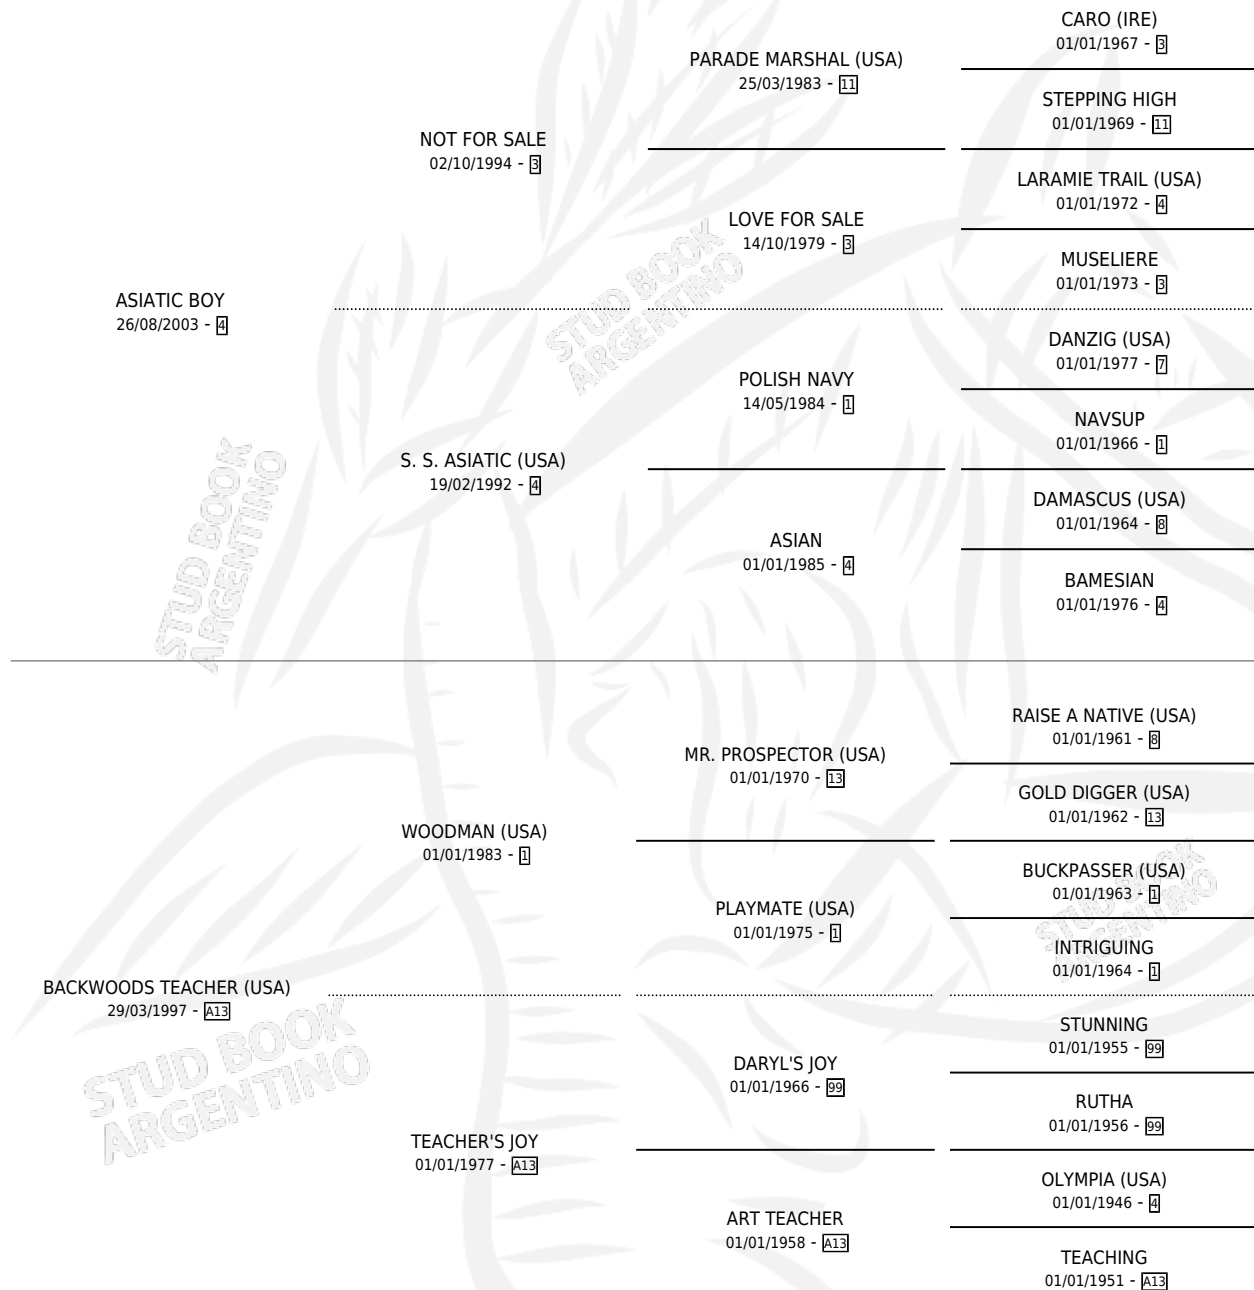 CARO (IRE)
01/01/1967 - 3
PARADE MARSHAL (USA)
25/03/1983 - 11
STEPPING HIGH
01/01/1969 - 11
NOT FOR SALE
02/10/1994 - 3
LARAMIE TRAIL (USA)
01/01/1972 - 4
LOVE FOR SALE
14/10/1979 - 3
MUSELIERE
01/01/1973 - 3
ASIATIC BOY
26/08/2003 - 4
STUD BOOK
ARGENTINO
DANZIG (USA)
01/01/1977 - 7
POLISH NAVY
14/05/1984 - 1
NAVSUP
01/01/1966 - 1
S. S. ASIATIC (USA)
19/02/1992 - 4
DAMASCUS (USA)
01/01/1964 - 8
ASIAN
01/01/1985 - 4
BAMESIAN
01/01/1976 - 4
STUD BOOK
ARGENTINO
RAISE A NATIVE (USA)
01/01/1961 - 8
MR. PROSPECTOR (USA)
01/01/1970 - 13
GOLD DIGGER (USA)
01/01/1962 - 13
WOODMAN (USA)
01/01/1983 - 1
BUCKPASSER (USA)
01/01/1963 - 1
PLAYMATE (USA)
01/01/1975 - 1
INTRIGUING
01/01/1964 - 1
STUD BOOK
ARGENTINO
BACKWOODS TEACHER (USA)
29/03/1997 - A13
STUNNING
01/01/1955 - 99
DARYL'S JOY
01/01/1966 - 99
RUTHA
01/01/1956 - 99
STUD BOOK
ARGENTINO
TEACHER'S JOY
01/01/1977 - A13
OLYMPIA (USA)
01/01/1946 - 4
ART TEACHER
01/01/1958 - A13
TEACHING
01/01/1951 - A13